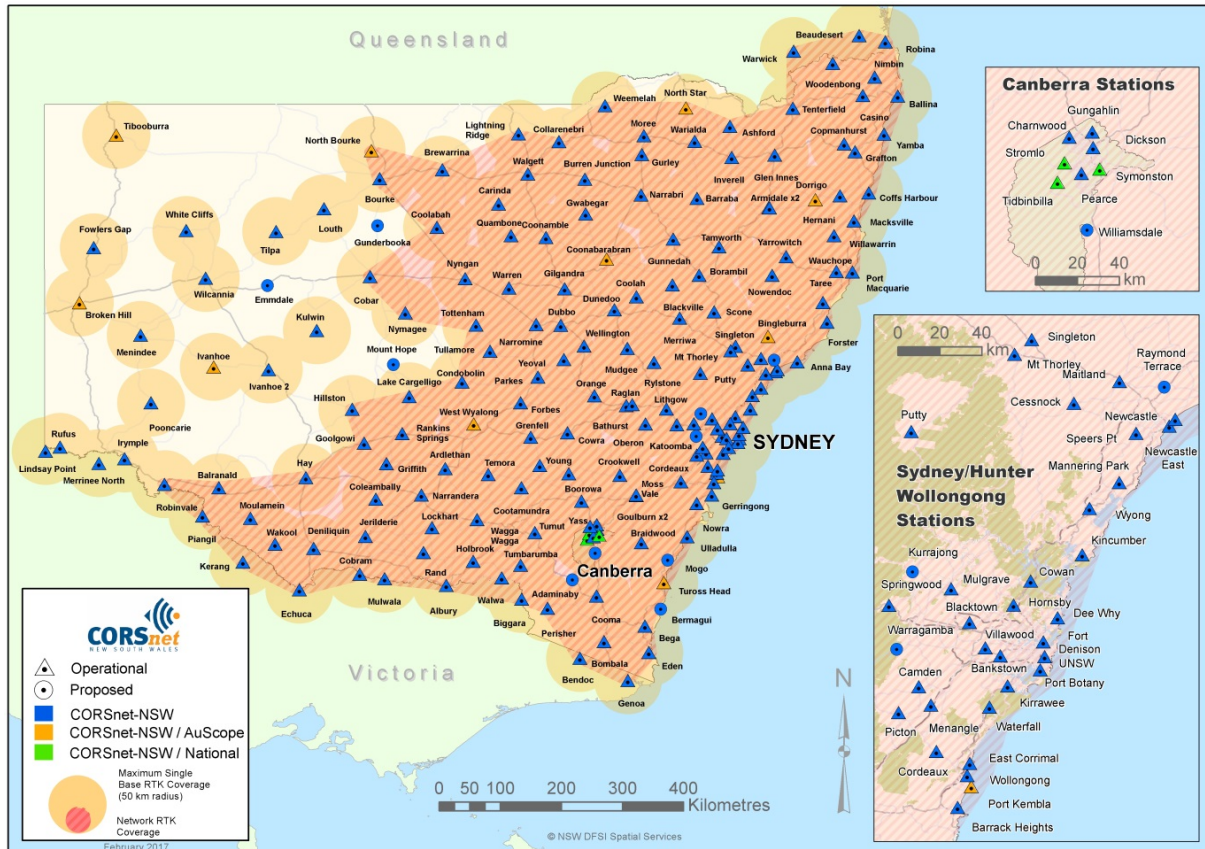 Queensland
Beaudesert
Robina
Warwick
Nimbin
Woodenbong
Weemelah
North Star
Tenterfield
Ballina
Tibooburra
Lightning
Ridge
Collarenebri
Moree
Warialda
Ashford
Casino
Copmanhurst
North Bourke
Brewarrina
Yamba
Walgett
Burren Junction
Gurley
Grafton
Inverell
Glen Innes
Dorrigo
Bourke
Carinda
Narrabri
Barraba
Armidale x2
Coffs Harbour
White Cliffs
Louth
Gwabegar
Fowlers Gap
Tilpa
Gunderbooka
Coolabah
Quambone
Coonamble
Hernani
Macksville
Coonabarabran
Tamworth
Yarrowitch
Willawarrin
Wilcannia
Emmdale
Nyngan
Warren
Gilgandra
Gunnedah
Wauchope
Coolah
Borambil
Port
Macquarie
Cobar
Nowendoc
Taree
Broken Hill
Kulwin
Nymagee
Tottenham
Dunedoo
Blackville
Scone
Dubbo
Wellington
Bingleburra
Menindee
Mount Hope
Narromine
Merriwa
Singleton
Forster
Ivanhoe
Tullamore
Yeoval
Mt Thorley
Ivanhoe 2
Lake Cargelligo
Condobolin
Mudgee
Anna Bay
Parkes
Orange
Rylstone
Putty
Hillston
Raglan
Lithgow
Pooncarie
West Wyalong
Forbes
Rufus
Irymple
Goolgowi
Rankins
Springs
Grenfell
Bathurst
SYDNEY
Cowra
Oberon
Katoomba
Lindsay Point
Merrinee North
Balranald
Hay
Griffith
Ardlethan
Temora
Young
Crookwell
Cordeaux
Robinvale
Moulamein
Coleambally
Narrandera
Boorowa
Moss
Vale
Cootamundra
Gerringong
Wakool
Deniliquin
Jerilderie
Lockhart
Wagga
Wagga
Tumut
Yass
Goulburn x2
Nowra
Piangil
Braidwood
Ulladulla
Kerang
Cobram
Holbrook
Tumbarumba
Canberra
Mogo
Rand
Tuross Head
Echuca
Mulwala
Albury
Walwa
Adaminaby
Bermagui
Biggara
Cooma
Perisher
Bega
Bombala
Eden
Bendoc
Genoa
Victoria
N
0 50 100 200 300 400
Kilometres
© NSW DFSI Spatial Services
CORSnet
NEW SOUTH WALES
Operational
Proposed
CORSnet-NSW
CORSnet-NSW / AuScope
CORSnet-NSW / National
Maximum Single
Base RTK Coverage
(50 km radius)
Network RTK
Coverage
February 2017
Canberra Stations
Gungahlin
Charnwood
Dickson
Stromlo
Symonston
Tidbinbilla
Pearce
Williamsdale
0 20 40
km
0 20 40
km
Singleton
Mt Thorley
Raymond
Terrace
Maitland
Cessnock
Putty
Newcastle
Speers Pt
Newcastle
East
Mannering Park
Sydney/Hunter
Wollongong
Stations
Wyong
Kincumber
Kurrajong
Cowan
Springwood
Mulgrave
Hornsby
Blacktown
Dee Why
Warragamba
Villawood
Fort
Denison
UNSW
Bankstown
Camden
Port Botany
Kirrawee
Picton
Menangle
Waterfall
Cordeaux
East Corrimal
Wollongong
Port Kembla
Barrack Heights